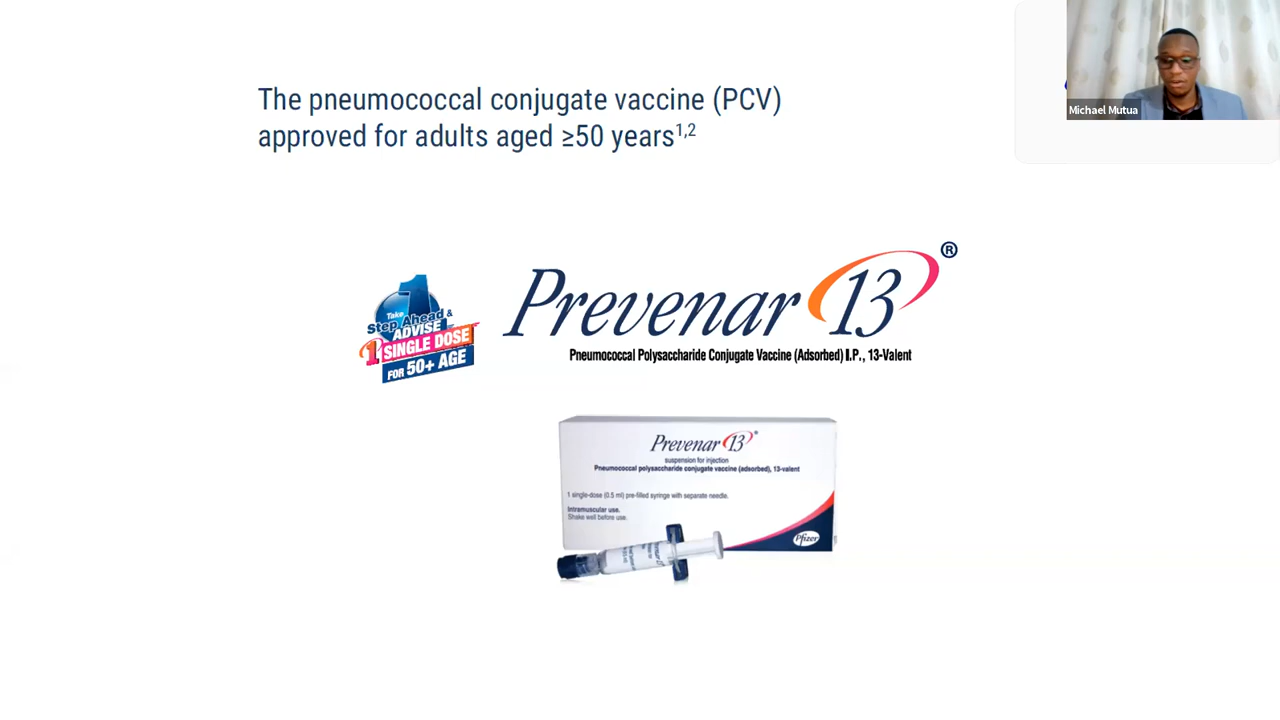 The pneumococcal conjugate vaccine (PCV)
approved for adults aged ≥50 years1,2
Michael Mutua
Prevenar 13®
Pneumococcal Polysaccharide Conjugate Vaccine (Adsorbed) I.P., 13-Valent
1
Take
Step Ahead &
ADVISE
1 SINGLE DOSE
FOR 50+ AGE
Prevenar 13®
suspension for injection
Pneumococcal polysaccharide conjugate vaccine (adsorbed), 13-valent
1 single-dose (0.5 ml) pre-filled syringe with separate needle.
Intramuscular use.
Shake well before use.
Pfizer